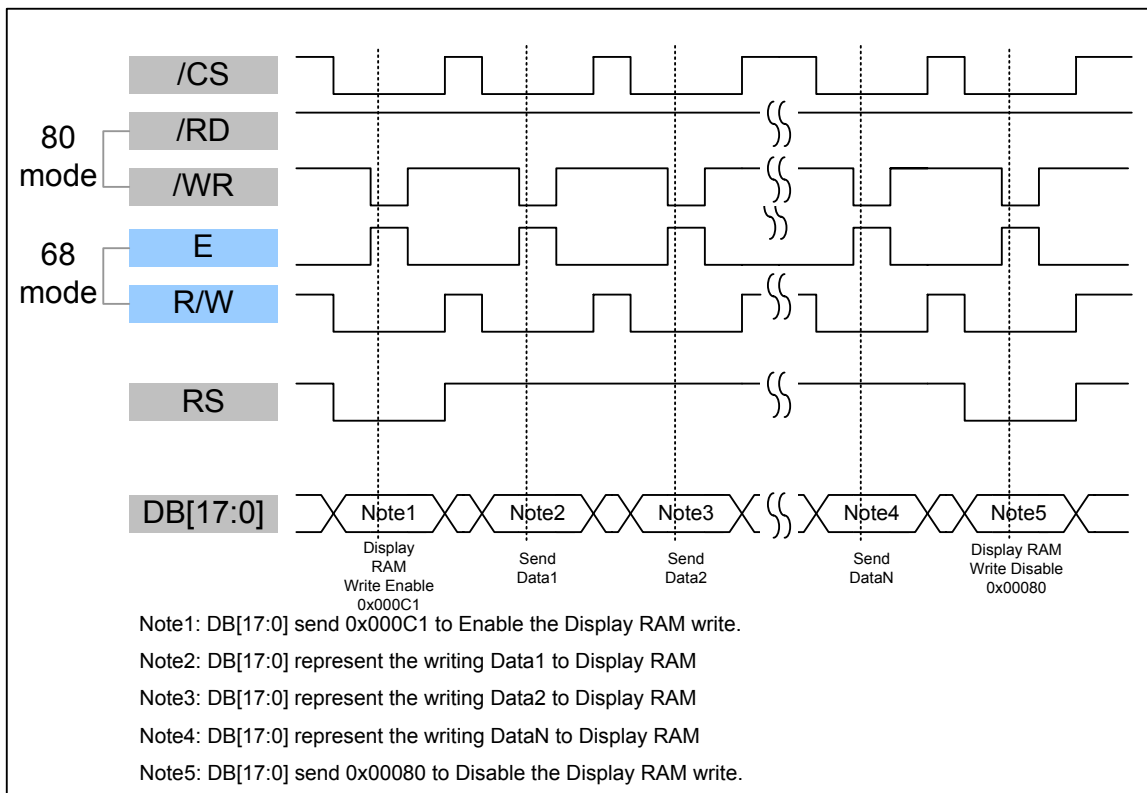 /CS
80
mode
/RD
/WR
68
mode
E
R/W
RS
DB[17:0]
Note1
Note2
Note3
Note4
Note5
Display
RAM
Write Enable
0x000C1
Send
Data1
Send
Data2
Send
DataN
Display RAM
Write Disable
0x00080
Note1: DB[17:0] send 0x000C1 to Enable the Display RAM write.
Note2: DB[17:0] represent the writing Data1 to Display RAM
Note3: DB[17:0] represent the writing Data2 to Display RAM
Note4: DB[17:0] represent the writing DataN to Display RAM
Note5: DB[17:0] send 0x00080 to Disable the Display RAM write.